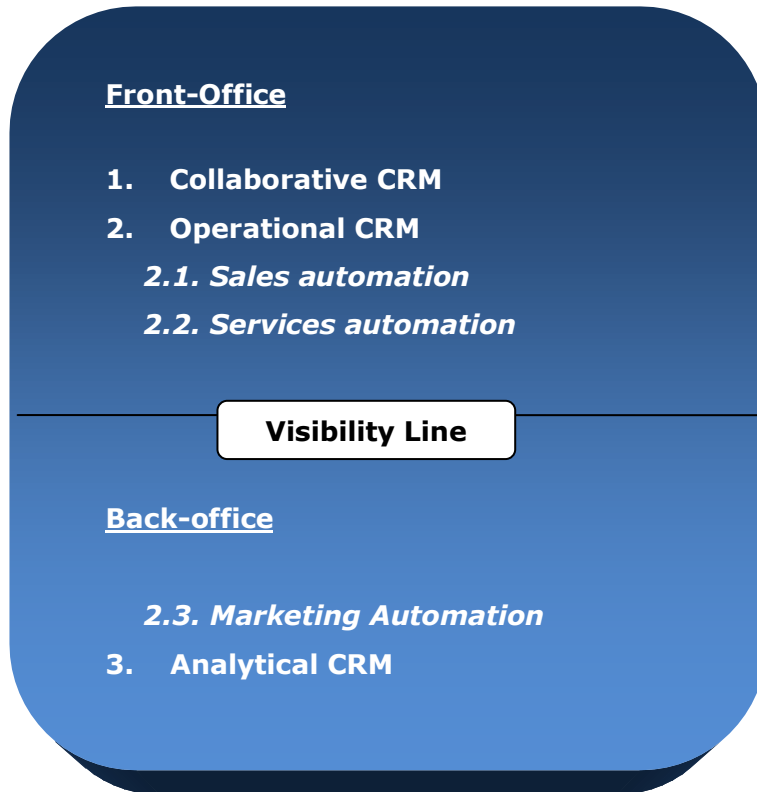 Front-Office
1. Collaborative CRM
2. Operational CRM
2.1. Sales automation
2.2. Services automation
Visibility Line
Back-office
2.3. Marketing Automation
3. Analytical CRM